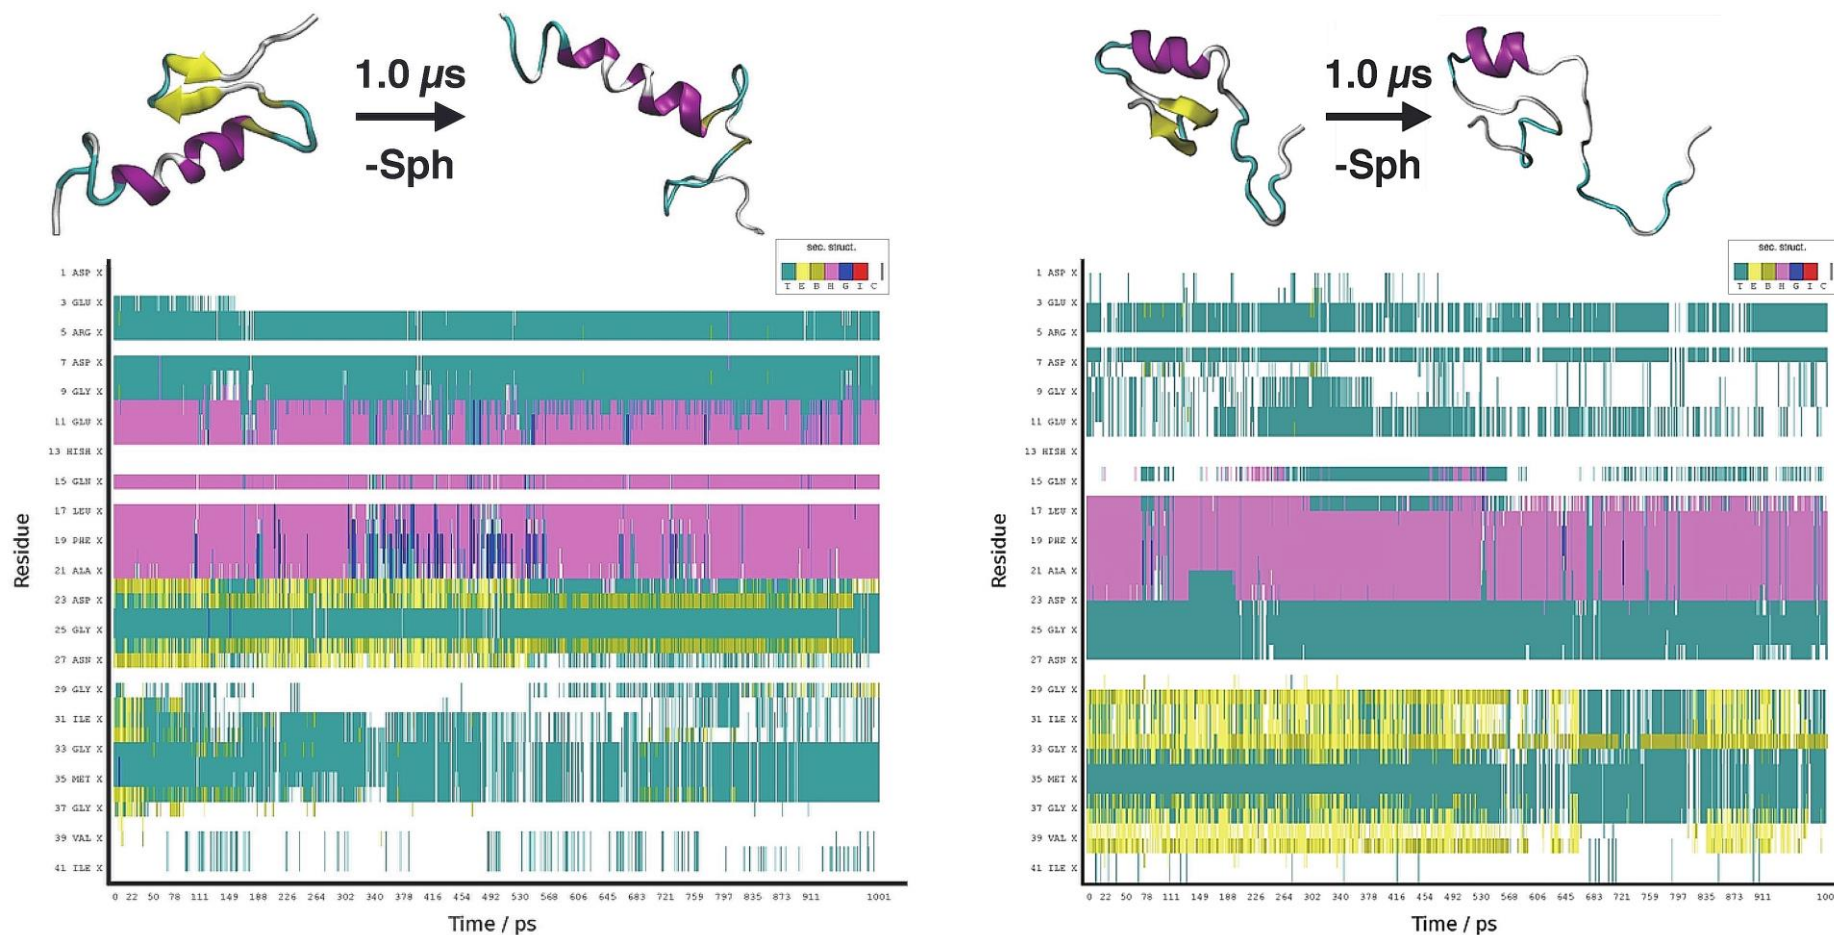 1.0 µs
-Sph
1.0 µs
-Sph
sec. struct.
T E B H G I C
1 ASP X
3 GLU X
5 ARG X
7 ASP X
9 GLY X
11 GLU X
13 HISH X
15 GLN X
17 LEU X
19 PHE X
21 ALA X
23 ASP X
25 GLY X
27 ASN X
29 GLY X
31 ILE X
33 GLY X
35 MET X
37 GLY X
39 VAL X
41 ILE X
Residue
0 22 50 78 111 149 188 226 264 302 340 378 416 454 492 530 568 606 645 683 721 759 797 835 873 911 1001
Time / ps
sec. struct.
T E B H G I C
1 ASP X
3 GLU X
5 ARG X
7 ASP X
9 GLY X
11 GLU X
13 HISH X
15 GLN X
17 LEU X
19 PHE X
21 ALA X
23 ASP X
25 GLY X
27 ASN X
29 GLY X
31 ILE X
33 GLY X
35 MET X
37 GLY X
39 VAL X
41 ILE X
Residue
0 22 50 78 111 149 188 226 264 302 340 378 416 454 492 530 568 606 645 683 721 759 797 835 873 911 100
Time / ps